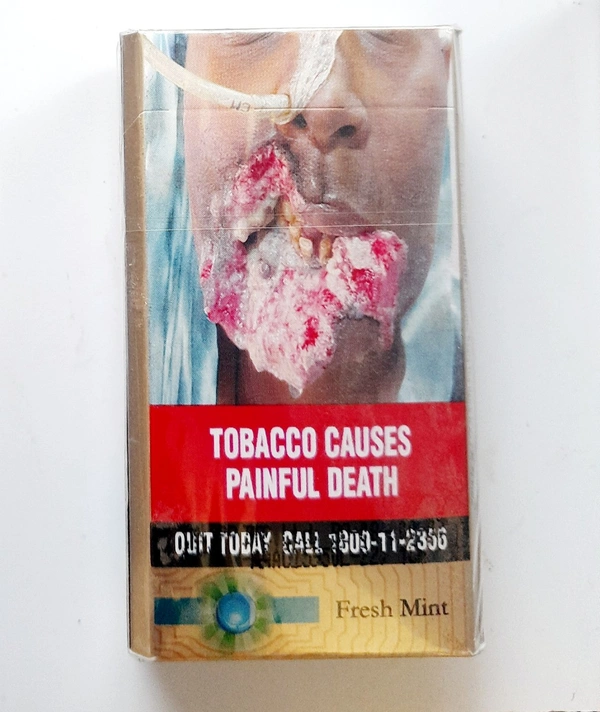 TOBACCO CAUSES
PAINFUL DEATH
QUIT TODAY CALL 1800-11-2356
Fresh Mint